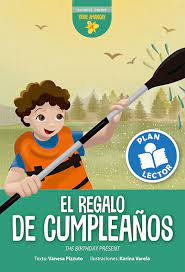 PLAN
LECTOR
EL REGALO
DE CUMPLEAÑOS
THE BIRTHDAY PRESENT
Texto: Vanesa Pizzuto Ilustraciones: Karina Varela